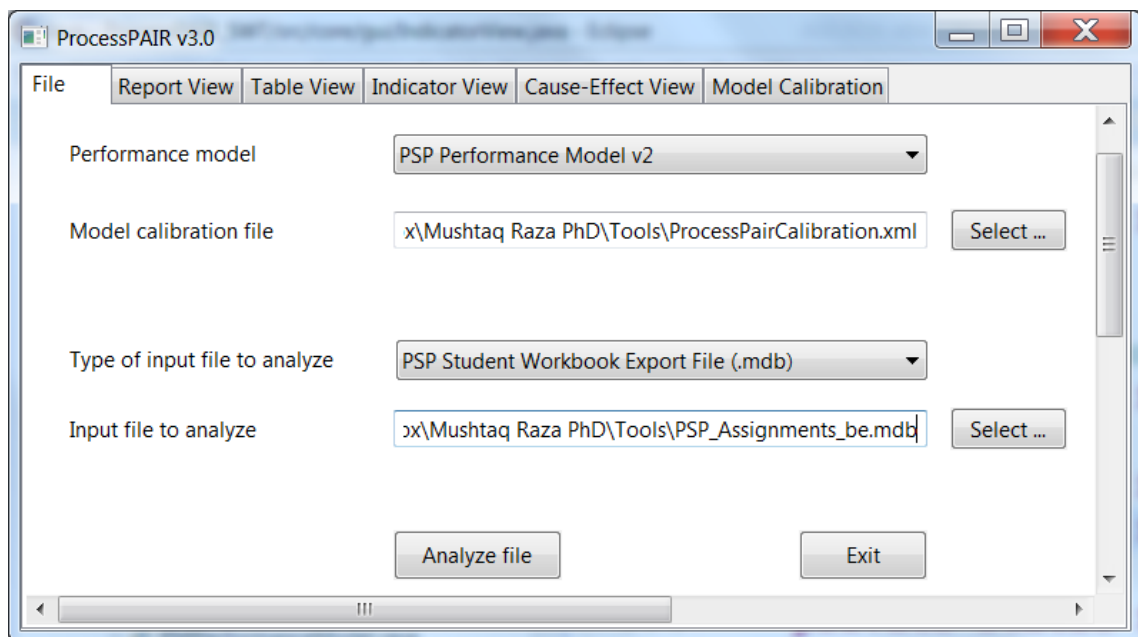 ProcessPAIR v3.0
File Report View Table View Indicator View Cause-Effect View Model Calibration
Performance model PSP Performance Model v2
Model calibration file x\Mushtaq Raza PhD\Tools\ProcessPairCalibration.xml Select ...
Type of input file to analyze PSP Student Workbook Export File (.mdb)
Input file to analyze ox\Mushtaq Raza PhD\Tools\PSP_Assignments_be.mdb Select ...
Analyze file Exit